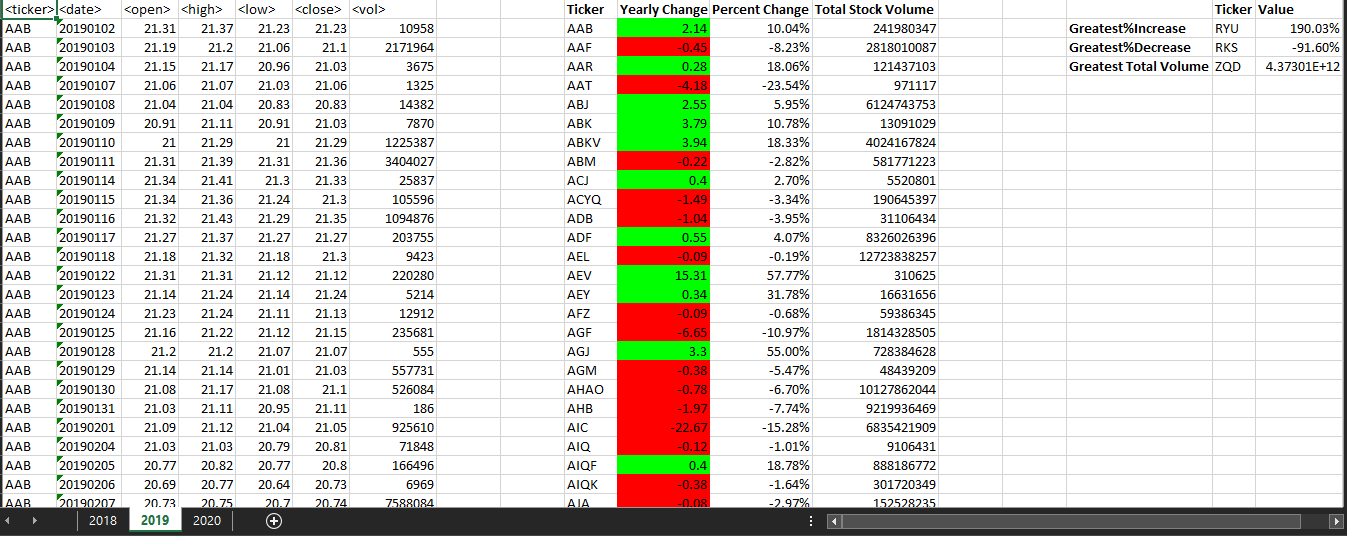 <ticker> <date> <open> <high> <low> <close> <vol> Ticker Yearly Change Percent Change Total Stock Volume Ticker Value
AAB 20190102 21.31 21.37 21.23 21.23 10958 AAB 2.14 10.04% 241980347 Greatest%Increase RYU 190.03%
AAB 20190103 21.19 21.2 21.06 21.1 2171964 AAF -0.45 -8.23% 2818010087 Greatest%Decrease RKS -91.60%
AAB 20190104 21.15 21.17 20.96 21.03 3675 AAR 0.28 18.06% 121437103 Greatest Total Volume ZQD 4.37301E+12
AAB 20190107 21.06 21.07 21.03 21.06 1325 AAT -4.18 -23.54% 971117
AAB 20190108 21.04 21.04 20.83 20.83 14382 ABJ 2.55 5.95% 6124743753
AAB 20190109 20.91 21.11 20.91 21.03 7870 ABK 3.79 10.78% 13091029
AAB 20190110 21 21.29 21 21.29 1225387 ABKV 3.94 18.33% 4024167824
AAB 20190111 21.31 21.39 21.31 21.36 3404027 ABM -0.22 -2.82% 581771223
AAB 20190114 21.34 21.41 21.3 21.33 25837 ACJ 0.4 2.70% 5520801
AAB 20190115 21.34 21.36 21.24 21.3 105596 ACYQ -1.49 -3.34% 190645397
AAB 20190116 21.32 21.43 21.29 21.35 1094876 ADB -1.04 -3.95% 31106434
AAB 20190117 21.27 21.37 21.27 21.27 203755 ADF 0.55 4.07% 8326026396
AAB 20190118 21.18 21.32 21.18 21.3 9423 AEL -0.09 -0.19% 12723838257
AAB 20190122 21.31 21.31 21.12 21.12 220280 AEV 15.31 57.77% 310625
AAB 20190123 21.14 21.24 21.14 21.24 5214 AEY 0.34 31.78% 16631656
AAB 20190124 21.23 21.24 21.11 21.13 12912 AFZ -0.09 -0.68% 59386345
AAB 20190125 21.16 21.22 21.12 21.15 235681 AGF -6.65 -10.97% 1814328505
AAB 20190128 21.2 21.2 21.07 21.07 555 AGJ 3.3 55.00% 728384628
AAB 20190129 21.14 21.14 21.01 21.03 557731 AGM -0.38 -5.47% 48439209
AAB 20190130 21.08 21.17 21.08 21.1 526084 AHAO -0.78 -6.70% 10127862044
AAB 20190131 21.03 21.11 20.95 21.11 186 AHB -1.97 -7.74% 9219936469
AAB 20190201 21.09 21.12 21.04 21.05 925610 AIC -22.67 -15.28% 6835421909
AAB 20190204 21.03 21.03 20.79 20.81 71848 AIQ -0.12 -1.01% 9106431
AAB 20190205 20.77 20.82 20.77 20.8 166496 AIQF 0.4 18.78% 888186772
AAB 20190206 20.69 20.77 20.64 20.73 6969 AIQK -0.38 -1.64% 301720349
AAB 20190207 20.73 20.75 20.7 20.74 7588084 AJA -0.08 -2.97% 152528235
2018 2019 2020